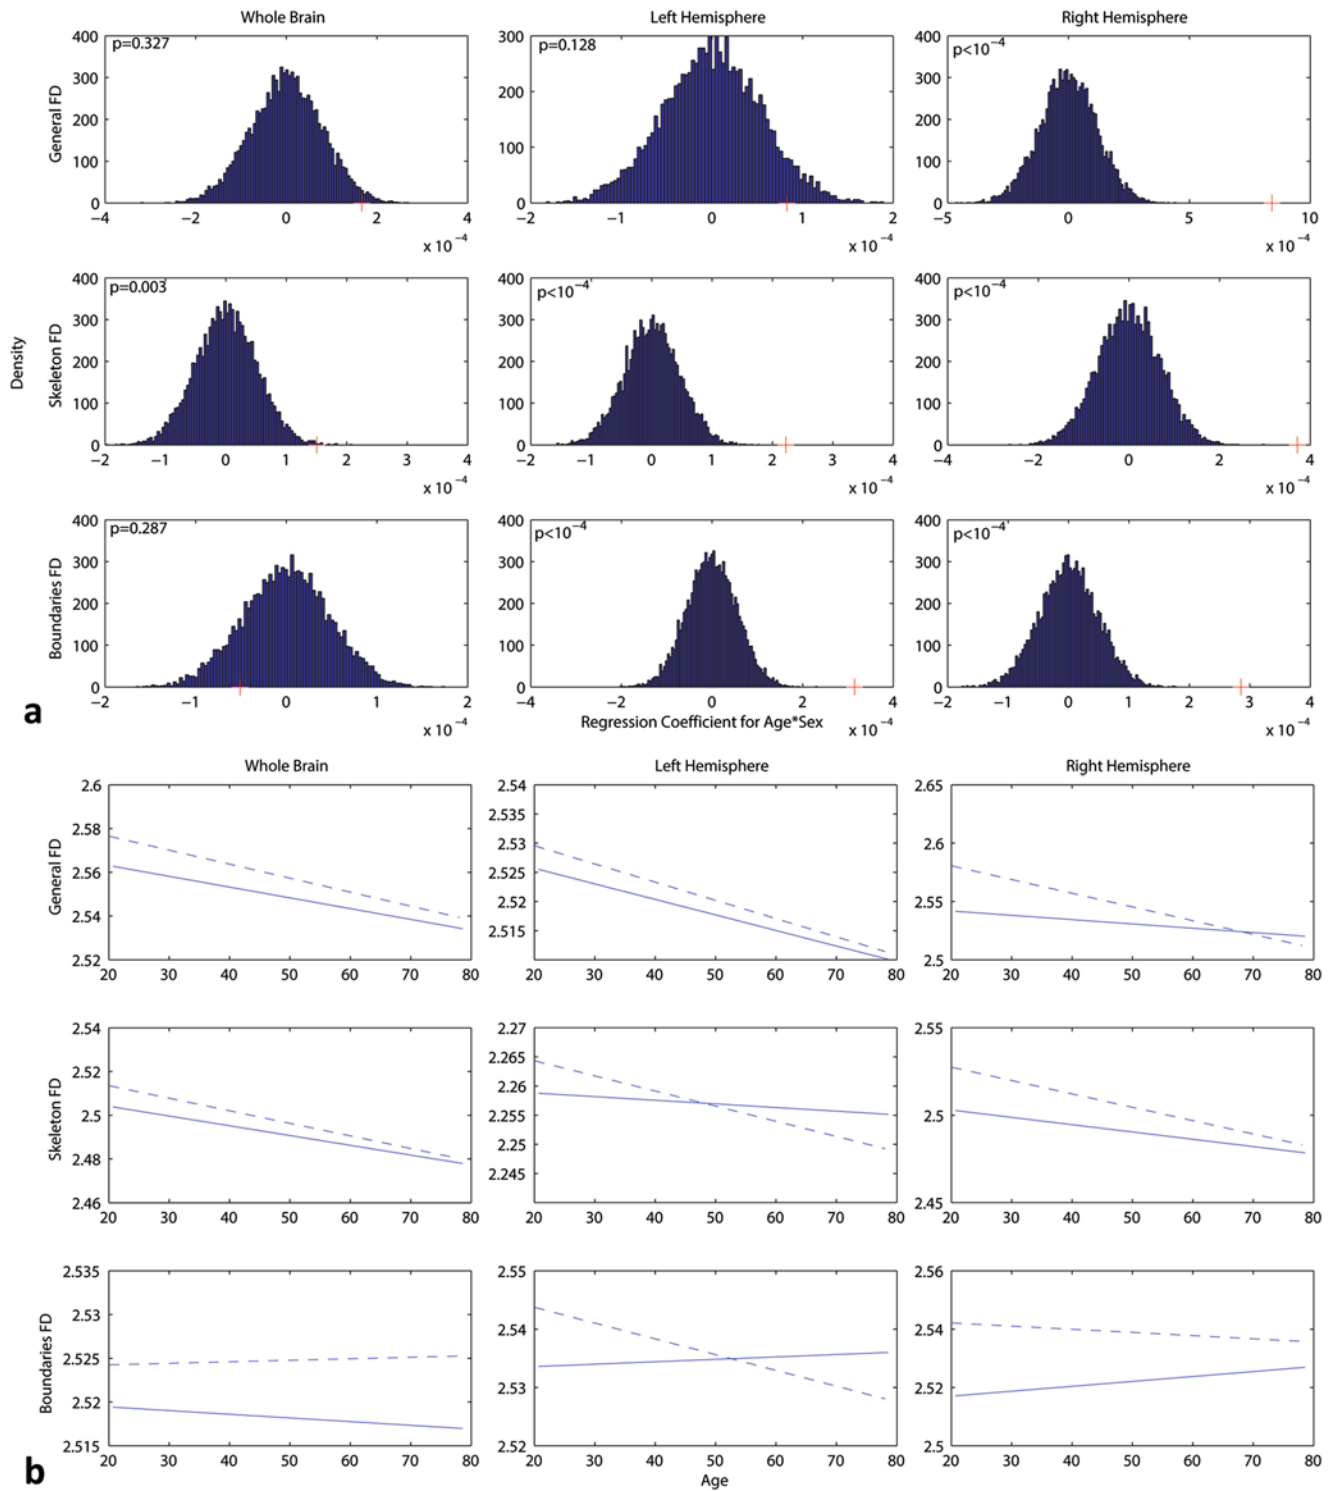 Whole Brain Left Hemisphere Right Hemisphere
General FD
400 300 200 100 0
p=0.327
−4 −2 0 2 4
x 10⁻⁴
300 200 100 0
p=0.128
−2 −1 0 1 2
x 10⁻⁴
400 300 200 100 0
p<10⁻⁴
−5 0 5 10
x 10⁻⁴
Density
Skeleton FD
400 300 200 100 0
p=0.003
−2 −1 0 1 2 3 4
x 10⁻⁴
400 300 200 100 0
p<10⁻⁴
−2 −1 0 1 2 3 4
x 10⁻⁴
400 300 200 100 0
p<10⁻⁴
−4 −2 0 2 4
x 10⁻⁴
Boundaries FD
400 300 200 100 0
p=0.287
−2 −1 0 1 2
x 10⁻⁴
400 300 200 100 0
p<10⁻⁴
−4 −2 0 2 4
x 10⁻⁴
400 300 200 100 0
p<10⁻⁴
−2 −1 0 1 2 3 4
x 10⁻⁴
Regression Coefficient for Age*Sex
a
Whole Brain Left Hemisphere Right Hemisphere
General FD
2.6 2.58 2.56 2.54 2.52
20 30 40 50 60 70 80
2.54 2.535 2.53 2.525 2.52 2.515
20 30 40 50 60 70 80
2.65 2.6 2.55 2.5
20 30 40 50 60 70 80
Skeleton FD
2.54 2.52 2.5 2.48 2.46
20 30 40 50 60 70 80
2.27 2.265 2.26 2.255 2.25 2.245
20 30 40 50 60 70 80
2.55 2.5 2.45
20 30 40 50 60 70 80
Boundaries FD
2.535 2.53 2.525 2.52 2.515
20 30 40 50 60 70 80
2.55 2.54 2.53 2.52
20 30 40 50 60 70 80
2.56 2.54 2.52 2.5
20 30 40 50 60 70 80
Age
b